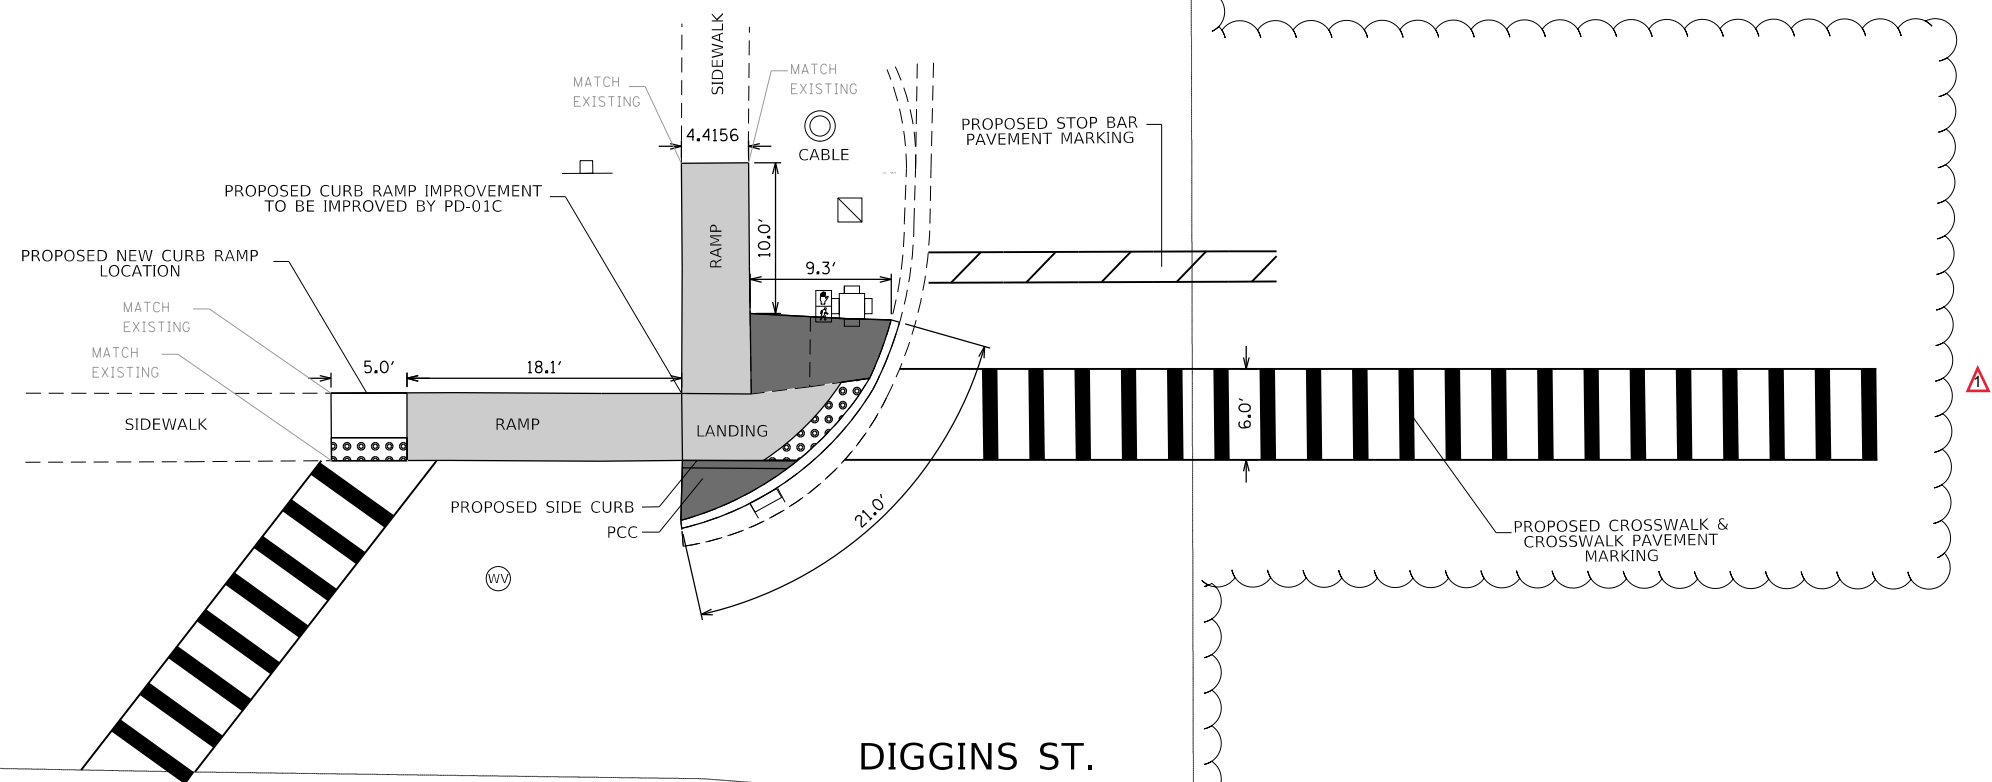 SIDEWALK
MATCH
EXISTING
MATCH
EXISTING
4.4156
CABLE
PROPOSED STOP BAR
PAVEMENT MARKING
PROPOSED CURB RAMP IMPROVEMENT
TO BE IMPROVED BY PD-01C
RAMP
10.0'
9.3'
PROPOSED NEW CURB RAMP
LOCATION
MATCH
EXISTING
MATCH
EXISTING
5.0'
18.1'
SIDEWALK
RAMP
LANDING
6.0'
1
PROPOSED SIDE CURB
PCC
21.0'
PROPOSED CROSSWALK &
CROSSWALK PAVEMENT
MARKING
WV
DIGGINS ST.